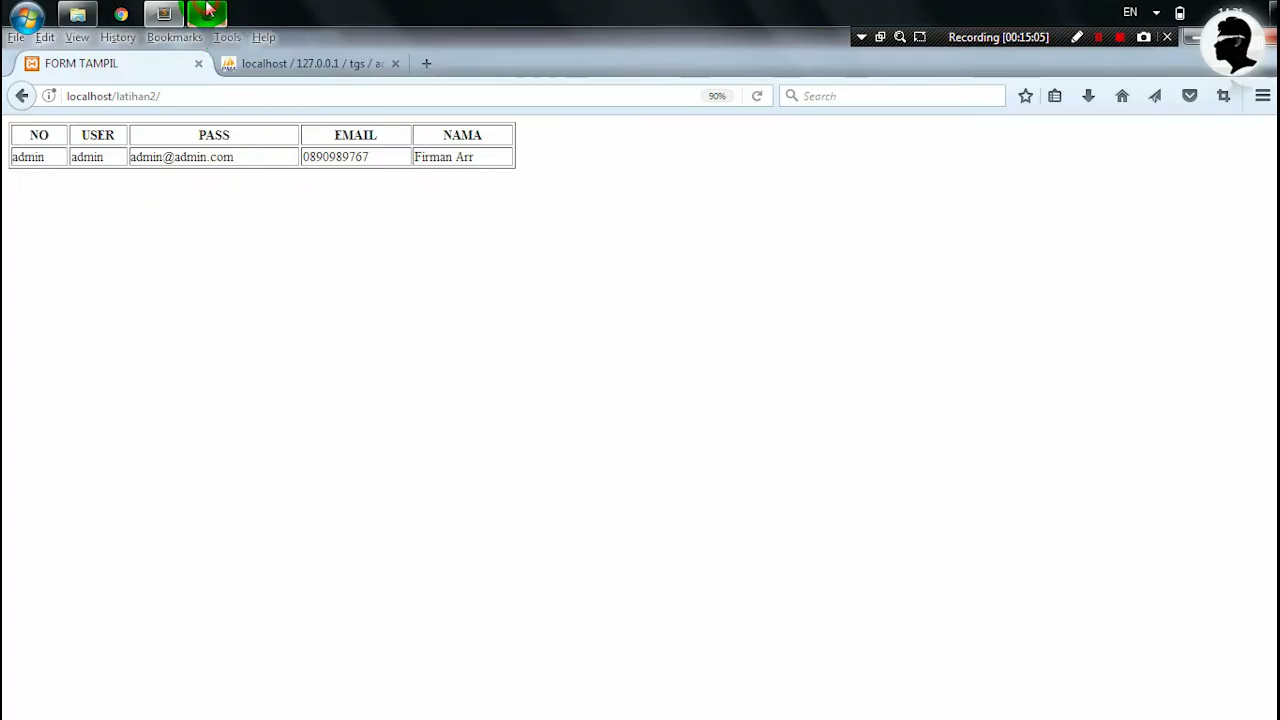 EN
File Edit View History Bookmarks Tools Help
Recording [00:15:05]
FORM TAMPIL
localhost / 127.0.0.1 / tgs / a
localhost/latihan2/
90%
Search
NO USER PASS EMAIL NAMA
admin admin admin@admin.com 0890989767 Firman Arr